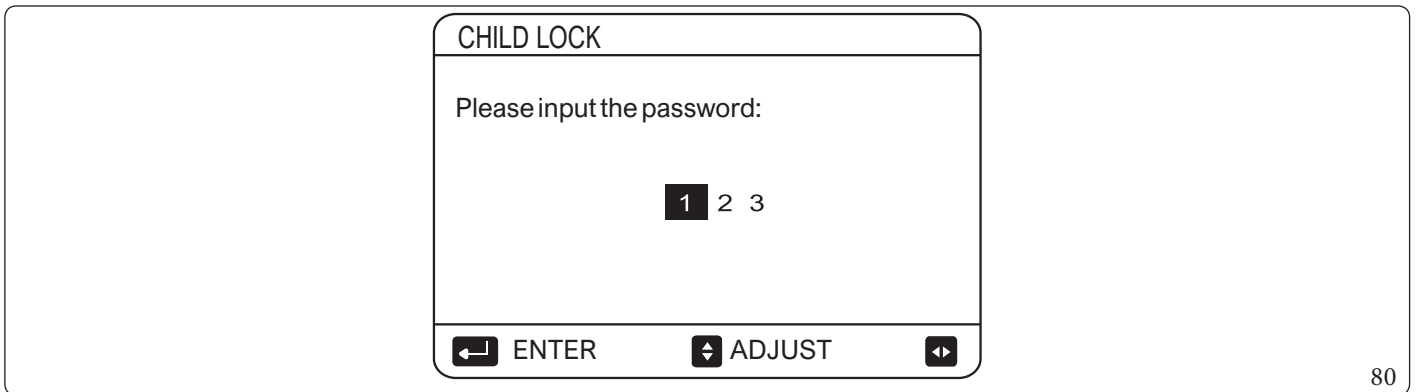 CHILD LOCK
Please input the password:
1 2 3
ENTER ADJUST
80